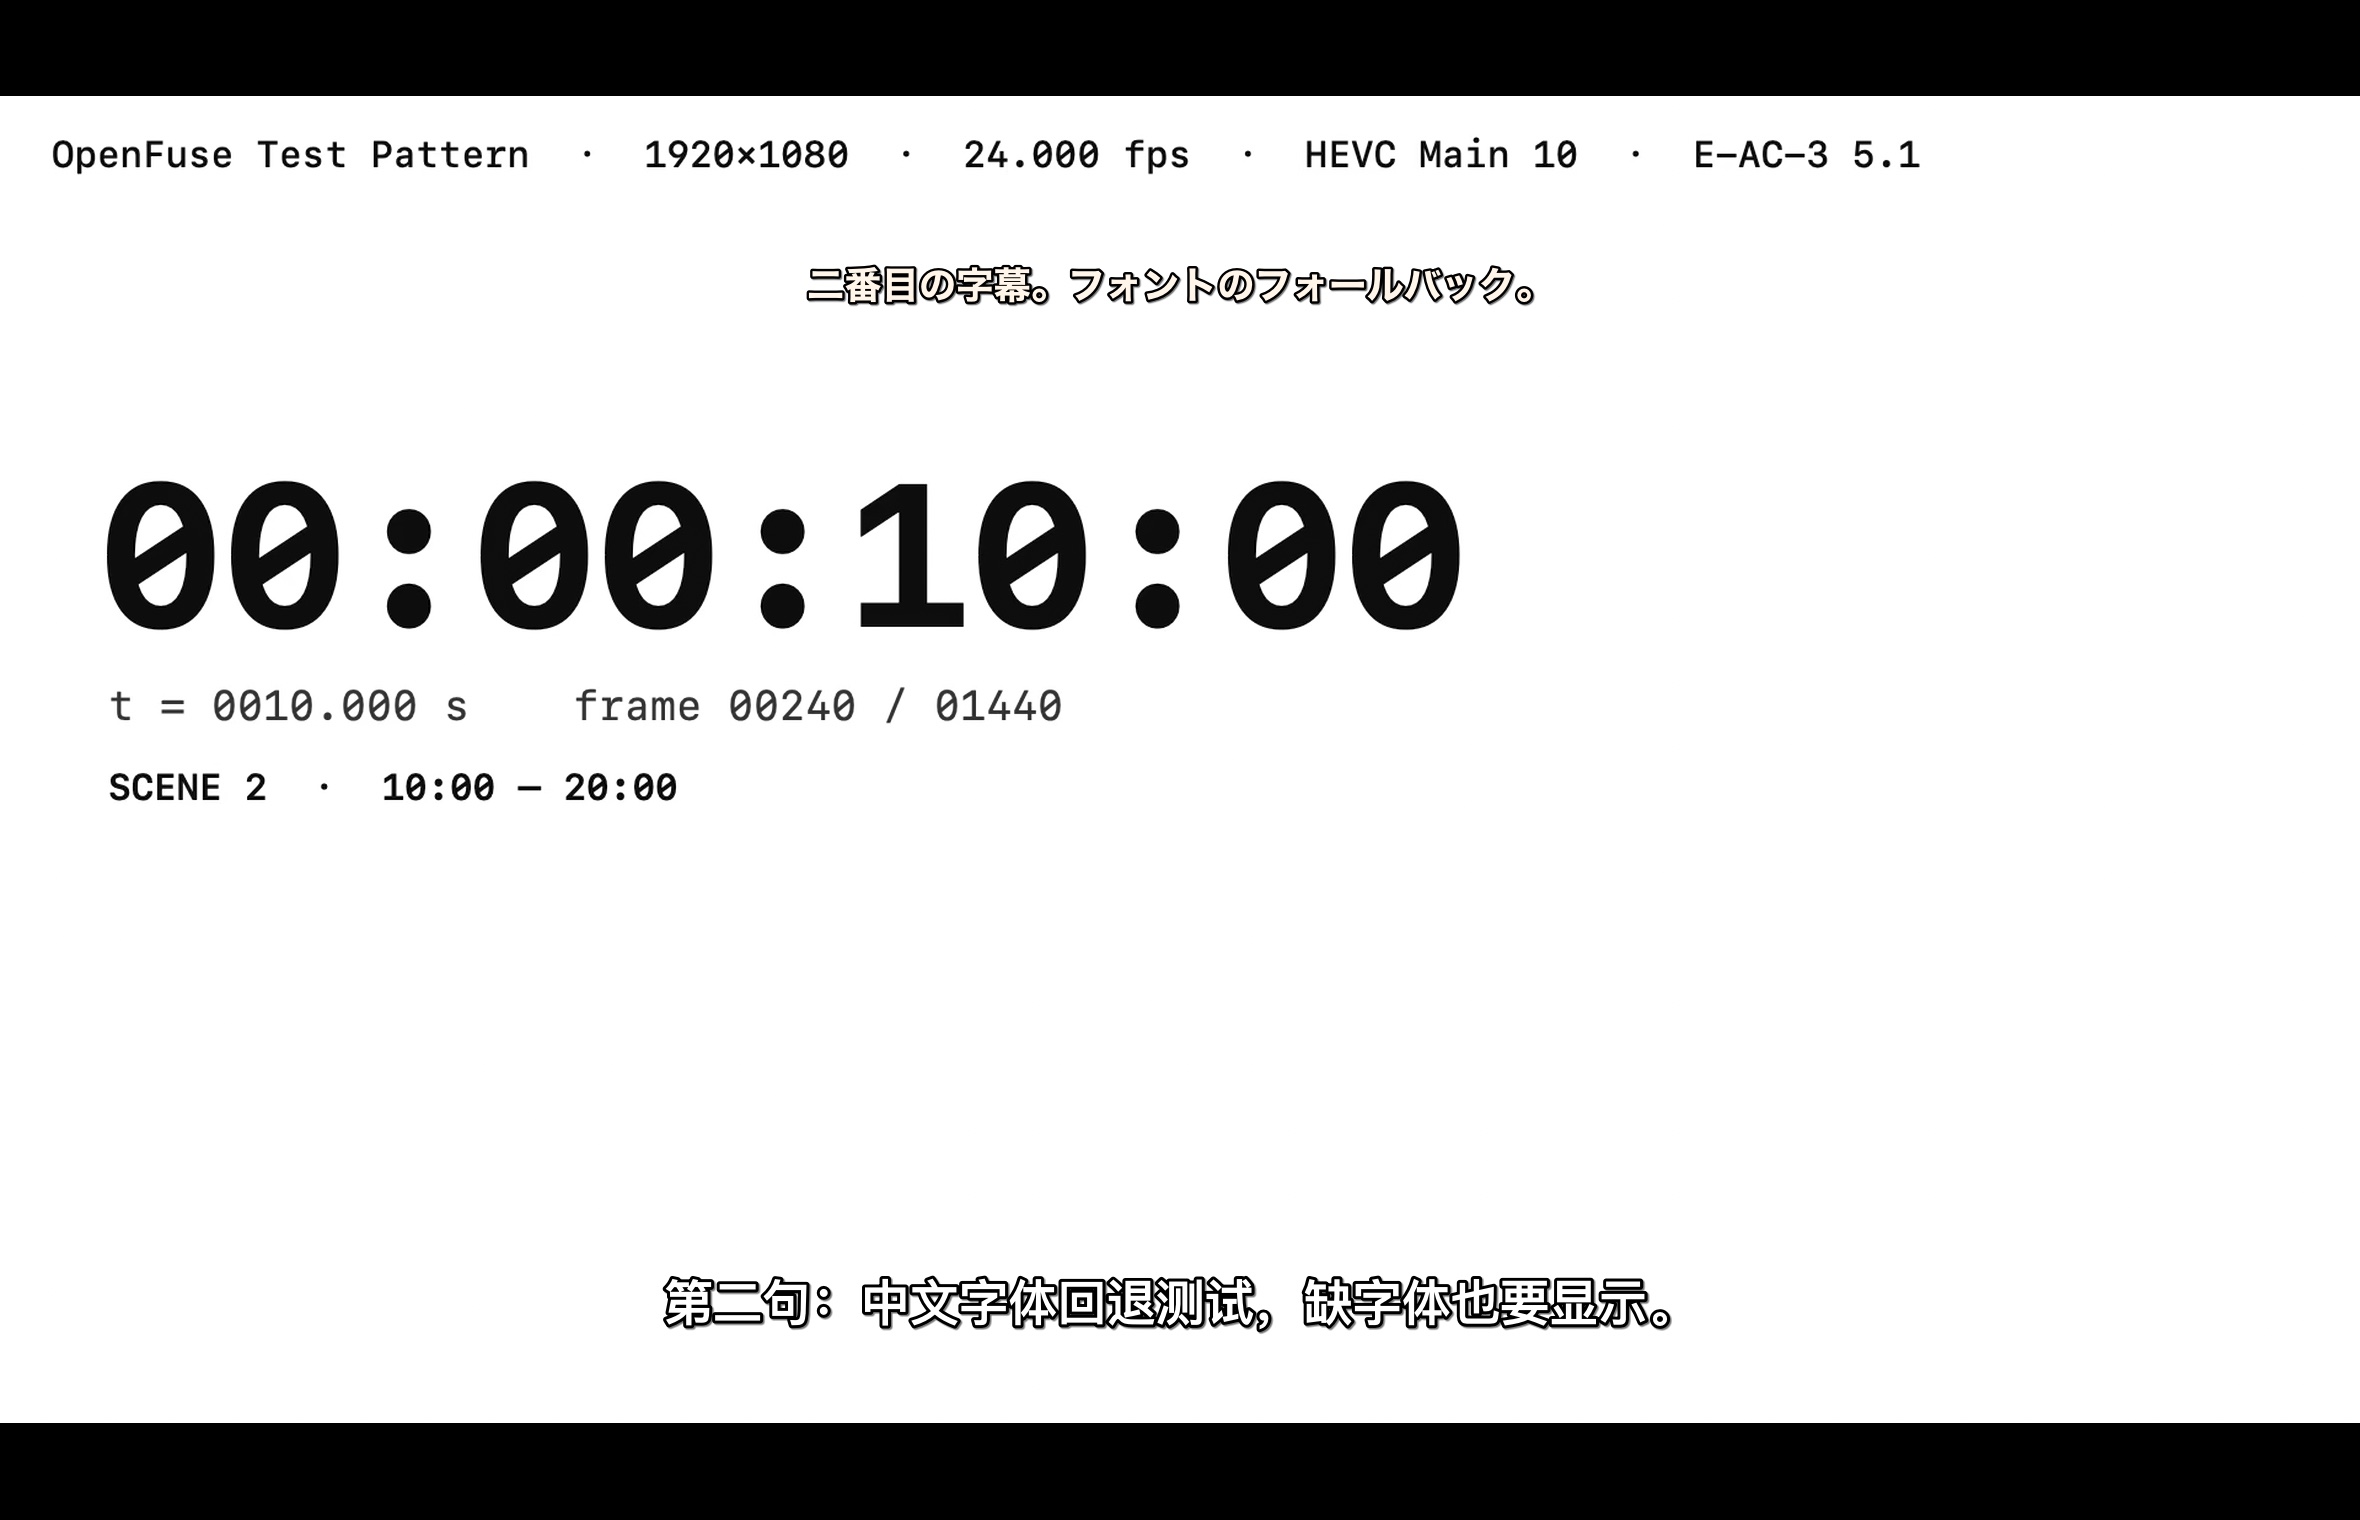 OpenFuse Test Pattern · 1920×1080 · 24.000 fps · HEVC Main 10 · E—AC—3 5.1
二番目の字幕。フォントのフォールバック。
00:00:10:00
t = 0010.000 s frame 00240 / 01440
SCENE 2 · 10:00 — 20:00
第二句：中文字体回退测试，缺字体也要显示。